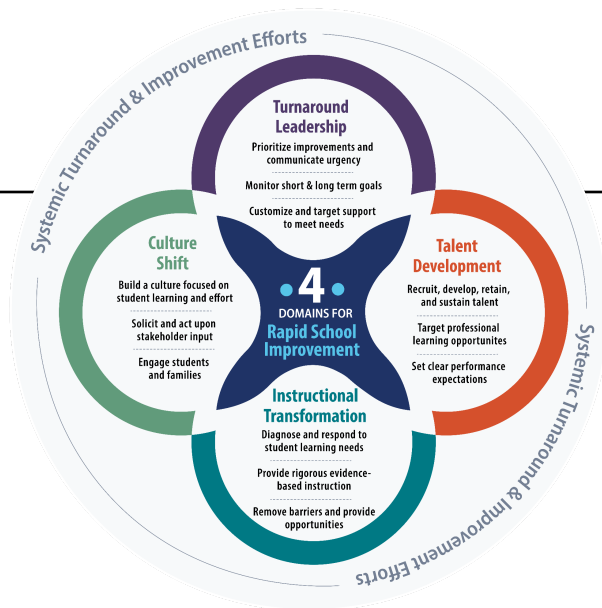 Systemic Turnaround & Improvement Efforts
Turnaround
Leadership
Prioritize improvements and
communicate urgency
Monitor short & long term goals
Customize and target support
to meet needs
Culture
Shift
Build a culture focused on
student learning and effort
Solicit and act upon
stakeholder input
Engage students
and families
4
DOMAINS FOR
Rapid School
Improvement
Talent
Development
Recruit, develop, retain,
and sustain talent
Target professional
learning opportunites
Set clear performance
expectations
Instructional
Transformation
Diagnose and respond to
student learning needs
Provide rigorous evidence-
based instruction
Remove barriers and provide
opportunities
Systemic Turnaround & Improvement Efforts